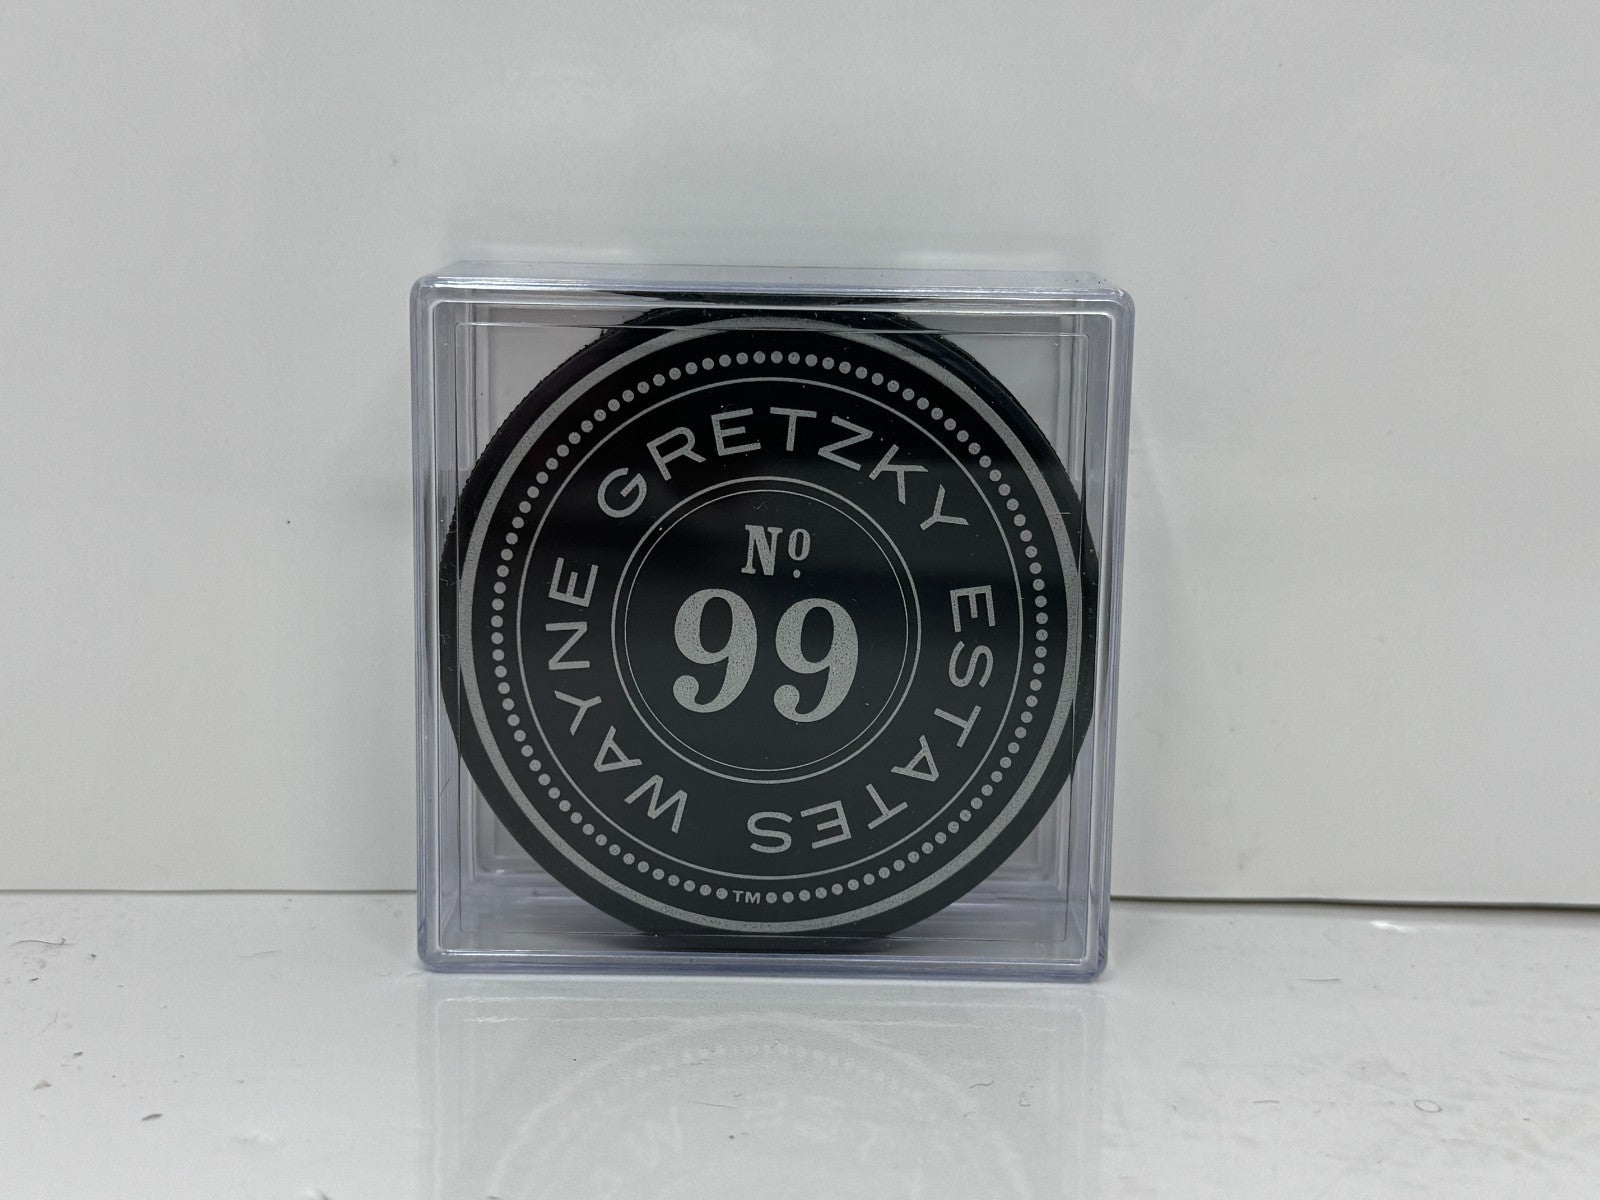 WAYNE GRETZKY ESTATES
Nº
99
TM